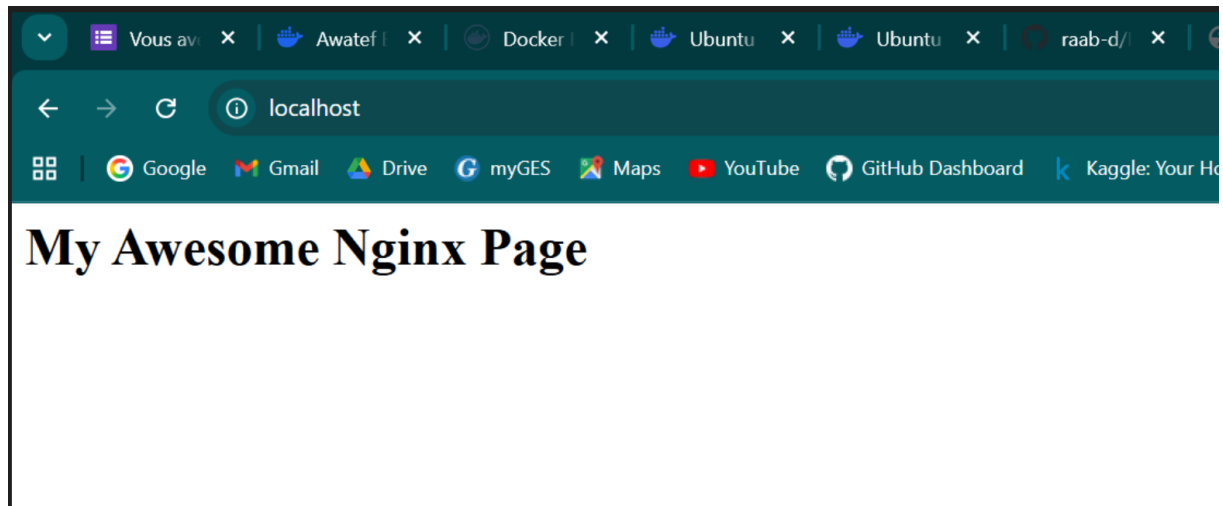 Vous av
Awatef
Docker
Ubuntu
Ubuntu
raab-d/
localhost
Google
Gmail
Drive
myGES
Maps
YouTube
GitHub Dashboard
Kaggle: Your Ho
My Awesome Nginx Page